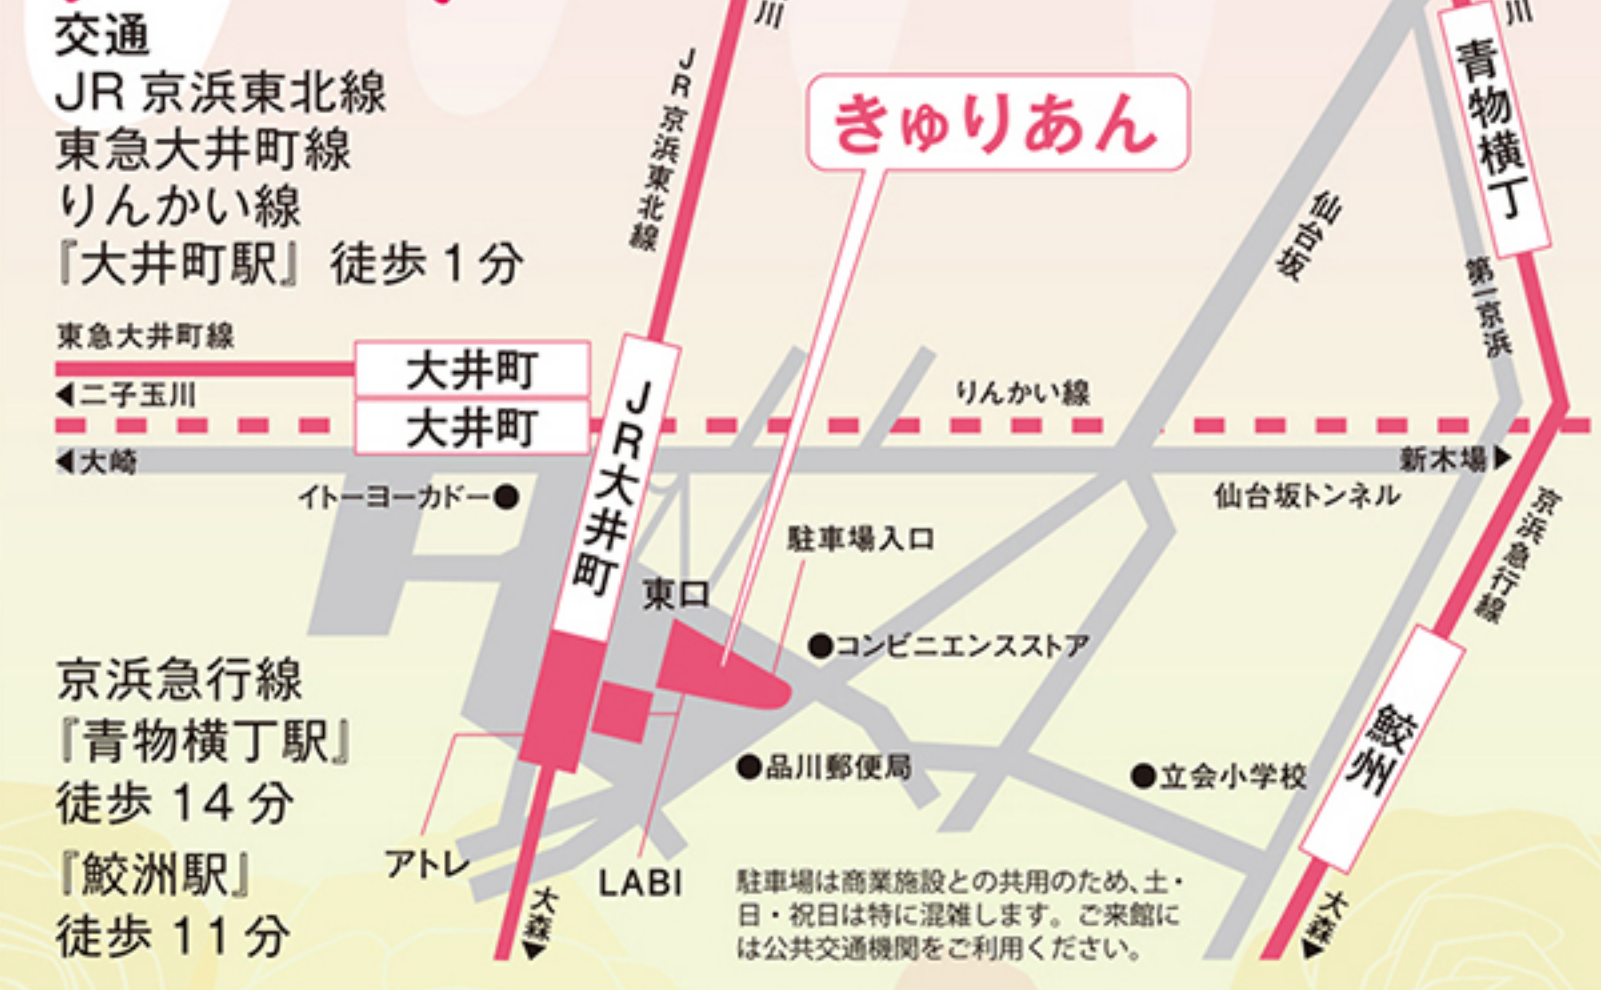 川
川
交通
JR 京浜東北線
東急大井町線
りんかい線
『大井町駅』徒歩1分
JR 京浜東北線
きゅりあん
青物横丁
仙台坂
第一京浜
東急大井町線
大井町
◀二子玉川
大井町
りんかい線
◀大崎
新木場▶
JR大井町
イトーヨーカドー●
仙台坂トンネル
京浜急行線
駐車場入口
東口
●コンビニエンスストア
京浜急行線
『青物横丁駅』
徒歩 14 分
『鮫洲駅』
徒歩 11 分
●品川郵便局
●立会小学校
鮫州
アトレ
LABI
大森▼
大森▼
駐車場は商業施設との共用のため、土・
日・祝日は特に混雑します。ご来館に
は公共交通機関をご利用ください。